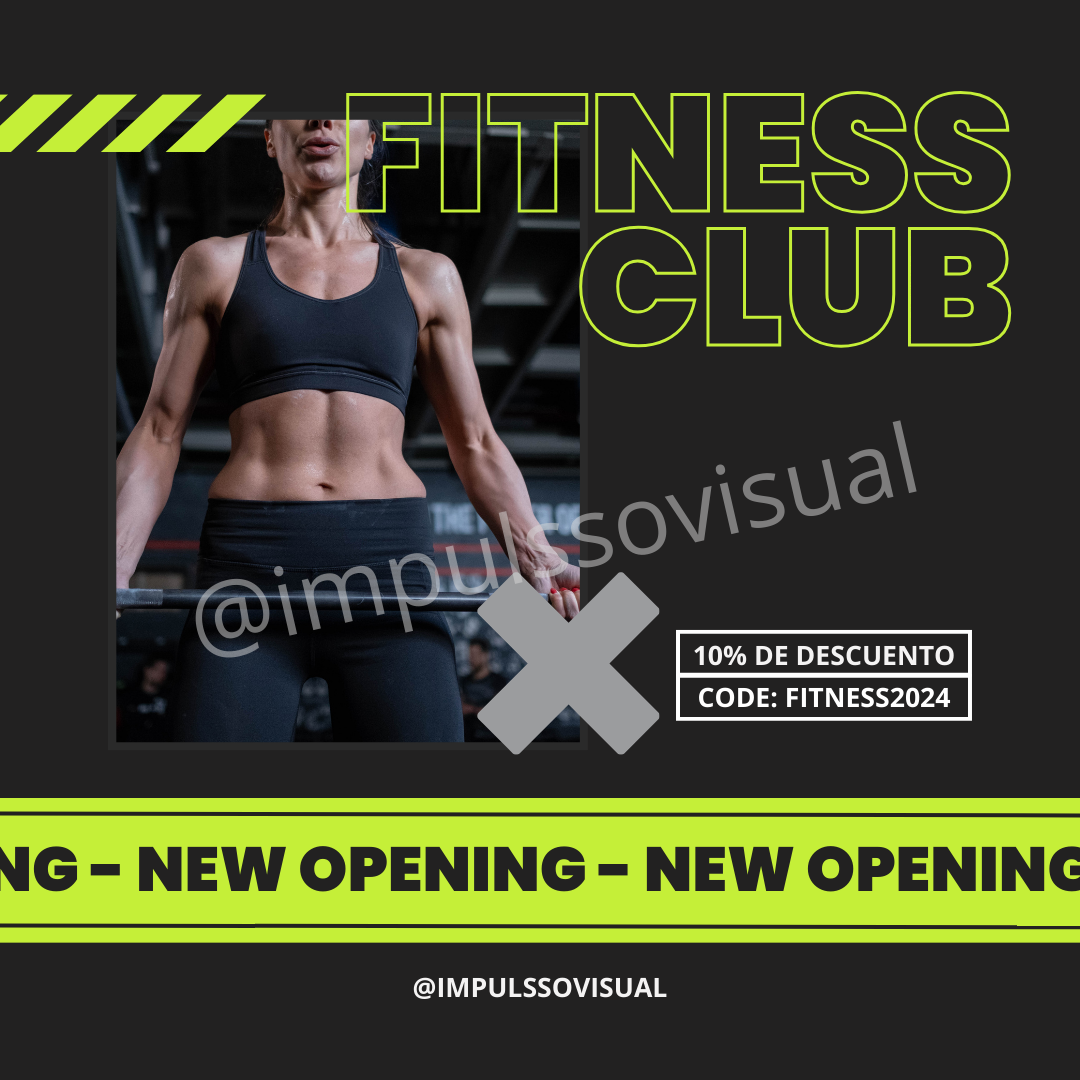 FITNESS
CLUB
@impulssovisual
10% DE DESCUENTO
CODE: FITNESS2024
NG – NEW OPENING – NEW OPENING
@IMPULSSOVISUAL